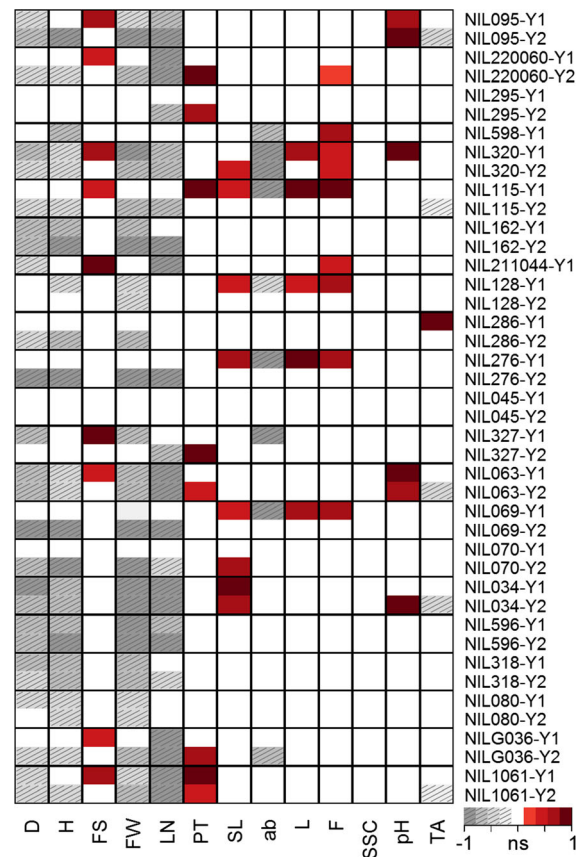 NIL095-Y1
NIL095-Y2
NIL220060-Y1
NIL220060-Y2
NIL295-Y1
NIL295-Y2
NIL598-Y1
NIL320-Y1
NIL320-Y2
NIL115-Y1
NIL115-Y2
NIL162-Y1
NIL162-Y2
NIL211044-Y1
NIL128-Y1
NIL128-Y2
NIL286-Y1
NIL286-Y2
NIL276-Y1
NIL276-Y2
NIL045-Y1
NIL045-Y2
NIL327-Y1
NIL327-Y2
NIL063-Y1
NIL063-Y2
NIL069-Y1
NIL069-Y2
NIL070-Y1
NIL070-Y2
NIL034-Y1
NIL034-Y2
NIL596-Y1
NIL596-Y2
NIL318-Y1
NIL318-Y2
NIL080-Y1
NIL080-Y2
NILG036-Y1
NILG036-Y2
NIL1061-Y1
NIL1061-Y2
D H FS FW LN PT SL ab L F SSC pH TA
-1 ns 1